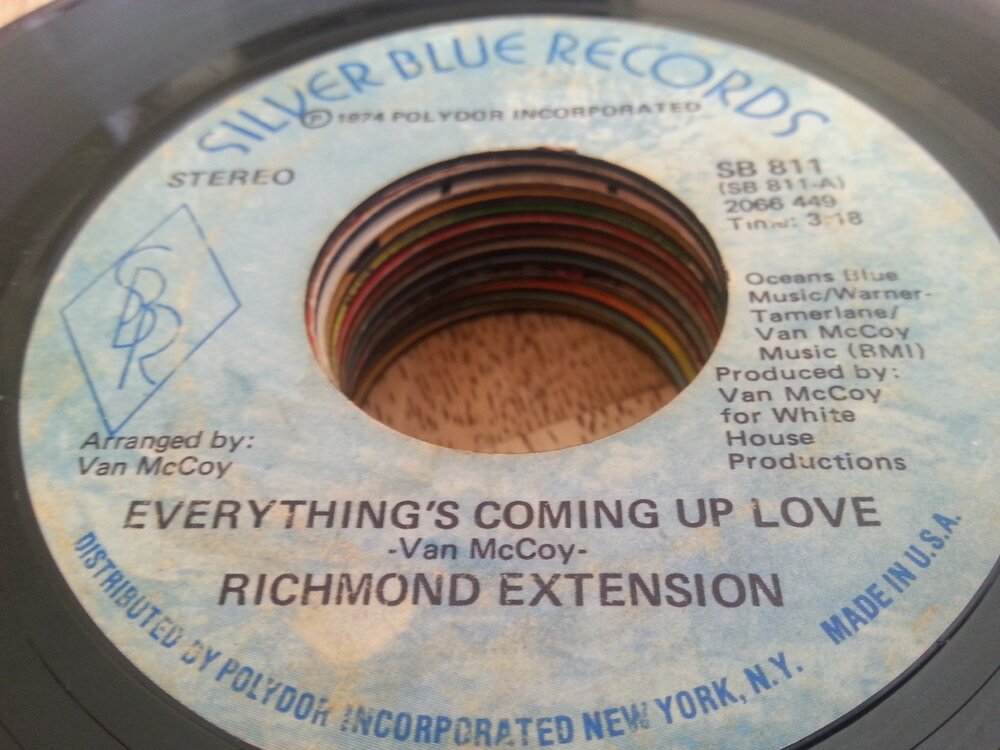 SILVER BLUE RECORDS
℗ 1974 POLYDOR INCORPORATED
STEREO
SB 811
(SB 811-A)
2066 449
Time: 3:18
SBR
Oceans Blue
Music/Warner-
Tamerlane/
Van McCoy
Music (BMI)
Produced by:
Van McCoy
for White
House
Productions
Arranged by:
Van McCoy
EVERYTHING'S COMING UP LOVE
-Van McCoy-
RICHMOND EXTENSION
DISTRIBUTED BY POLYDOR INCORPORATED NEW YORK, N.Y.
MADE IN U.S.A.